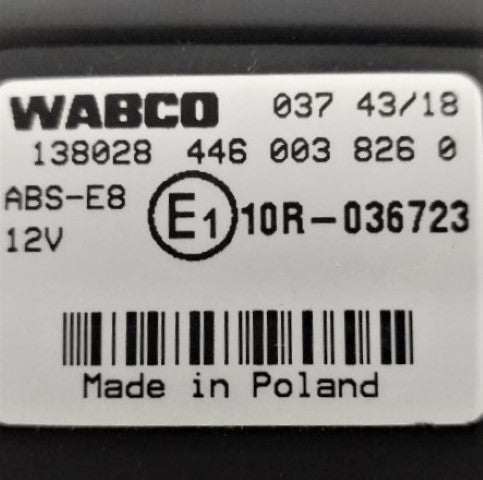 WABCO 037 43/18
138028 446 003 826 0
ABS-E8
12V
E1 10R-036723
Made in Poland